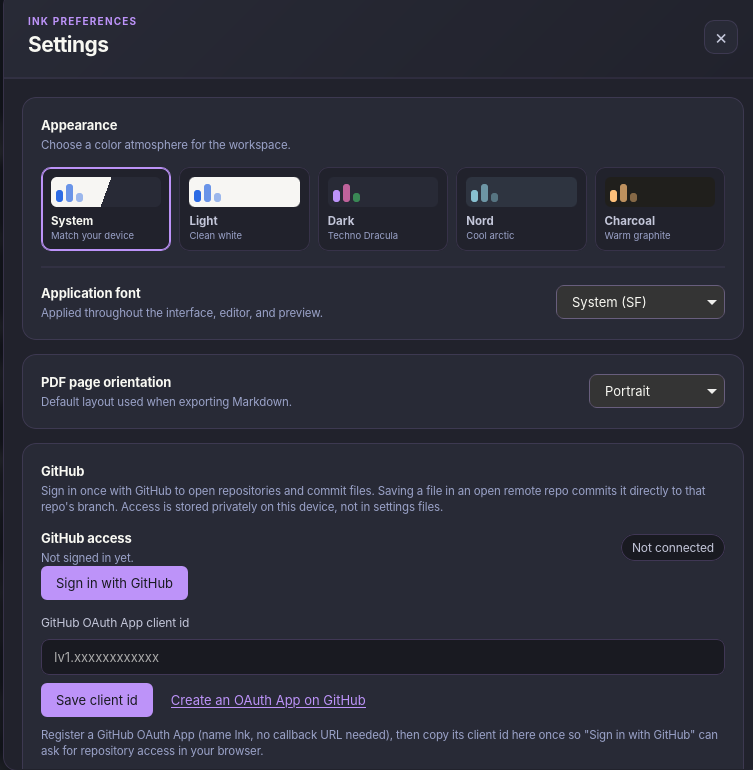 INK PREFERENCES
Settings
×
Appearance
Choose a color atmosphere for the workspace.
System
Match your device
Light
Clean white
Dark
Techno Dracula
Nord
Cool arctic
Charcoal
Warm graphite
Application font
Applied throughout the interface, editor, and preview.
System (SF)
PDF page orientation
Default layout used when exporting Markdown.
Portrait
GitHub
Sign in once with GitHub to open repositories and commit files. Saving a file in an open remote repo commits it directly to that
repo's branch. Access is stored privately on this device, not in settings files.
GitHub access
Not signed in yet.
Not connected
Sign in with GitHub
GitHub OAuth App client id
Iv1.xxxxxxxxxxxx
Save client id
Create an OAuth App on GitHub
Register a GitHub OAuth App (name Ink, no callback URL needed), then copy its client id here once so "Sign in with GitHub" can
ask for repository access in your browser.